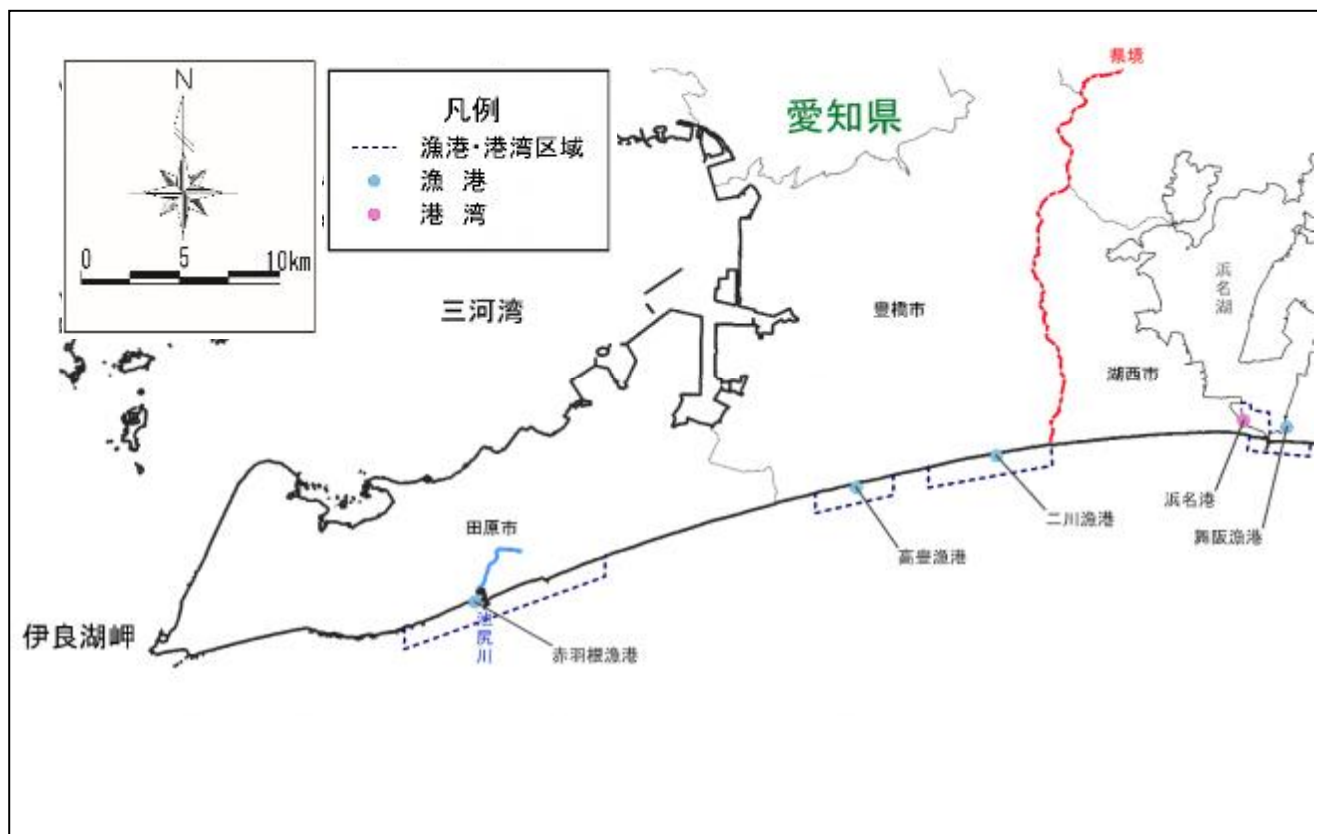 県境
N
0 5 10km
凡例
漁港・港湾区域
漁 港
港 湾
愛知県
浜名湖
三河湾
豊橋市
湖西市
浜名港
二川漁港
舞阪漁港
高豊漁港
田原市
池尻川
伊良湖岬
赤羽根漁港